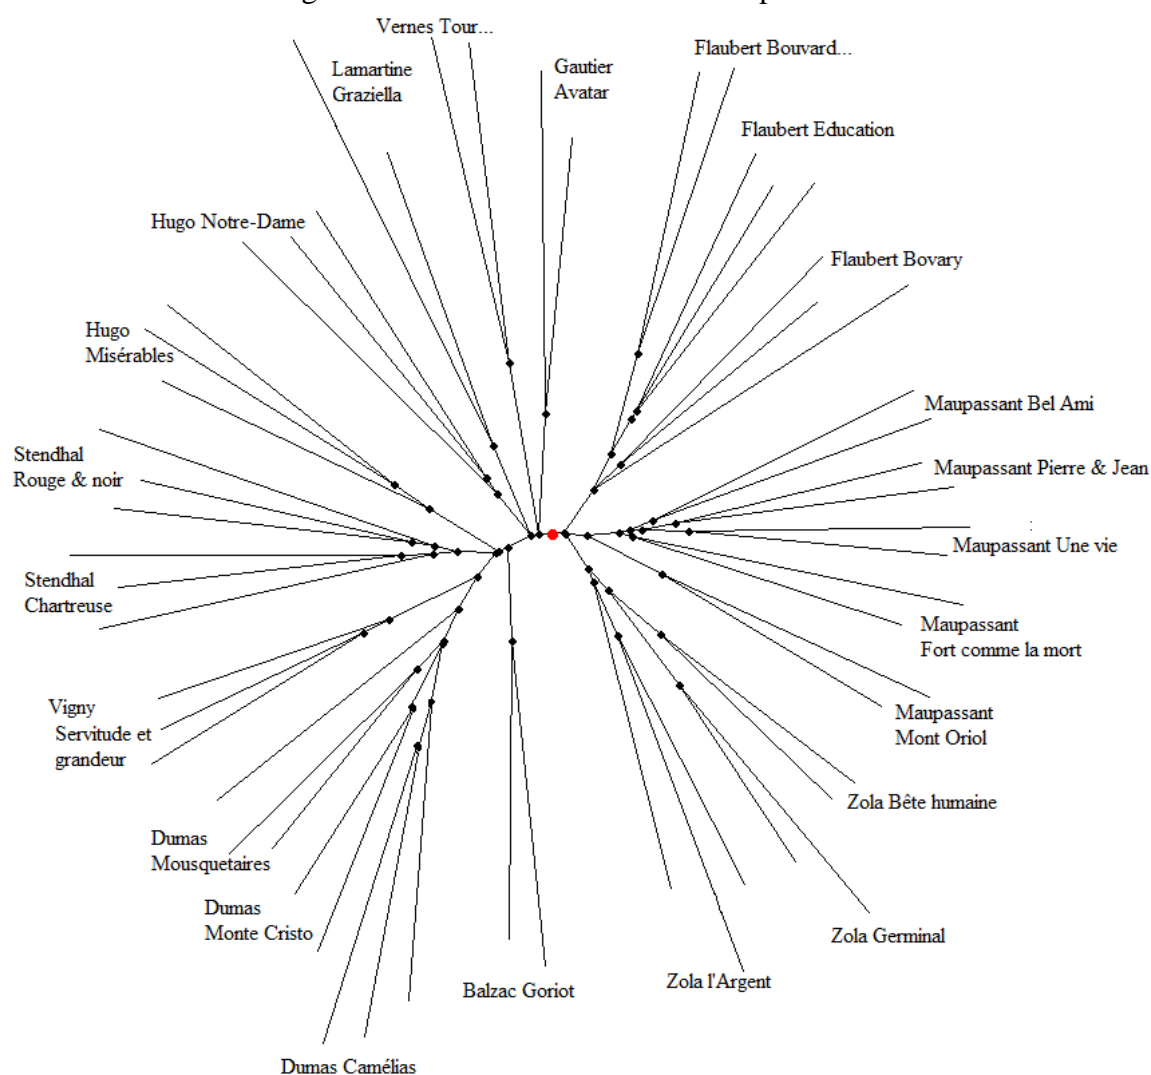 Vernes Tour...
Lamartine
Graziella
Gautier
Avatar
Flaubert Bouvard...
Flaubert Education
Hugo Notre-Dame
Flaubert Bovary
Hugo
Misérables
Maupassant Bel Ami
Stendhal
Rouge & noir
Maupassant Pierre & Jean
Maupassant Une vie
Stendhal
Chartreuse
Maupassant
Fort comme la mort
Vigny
Servitude et
grandeur
Maupassant
Mont Oriol
Zola Bête humaine
Dumas
Mousquetaires
Dumas
Monte Cristo
Zola Germinal
Zola l'Argent
Balzac Goriot
Dumas Camélias